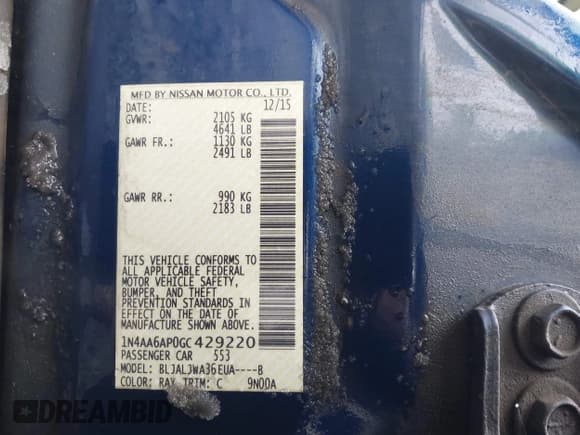 MFD BY NISSAN MOTOR CO., LTD.
DATE: 12/15
GVWR: 2105 KG
4641 LB
GAWR FR.: 1130 KG
2491 LB
GAWR RR.: 990 KG
2183 LB
THIS VEHICLE CONFORMS TO
ALL APPLICABLE FEDERAL
MOTOR VEHICLE SAFETY,
BUMPER, AND THEFT
PREVENTION STANDARDS IN
EFFECT ON THE DATE OF
MANUFACTURE SHOWN ABOVE.
1N4AA6AP0GC 429220
PASSENGER CAR 553
MODEL: BLJALJWA36EUA----B
COLOR: RAY TRIM: C 9N00A
DREAMBID